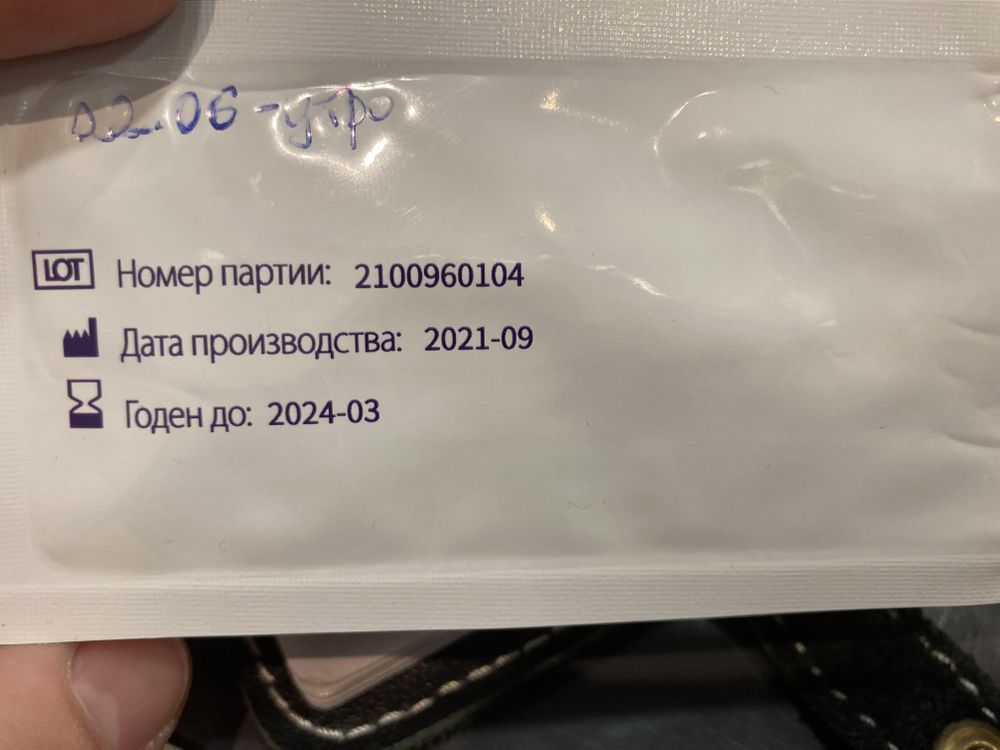 02.06 - утро
LOT Номер партии: 2100960104
Дата производства: 2021-09
Годен до: 2024-03